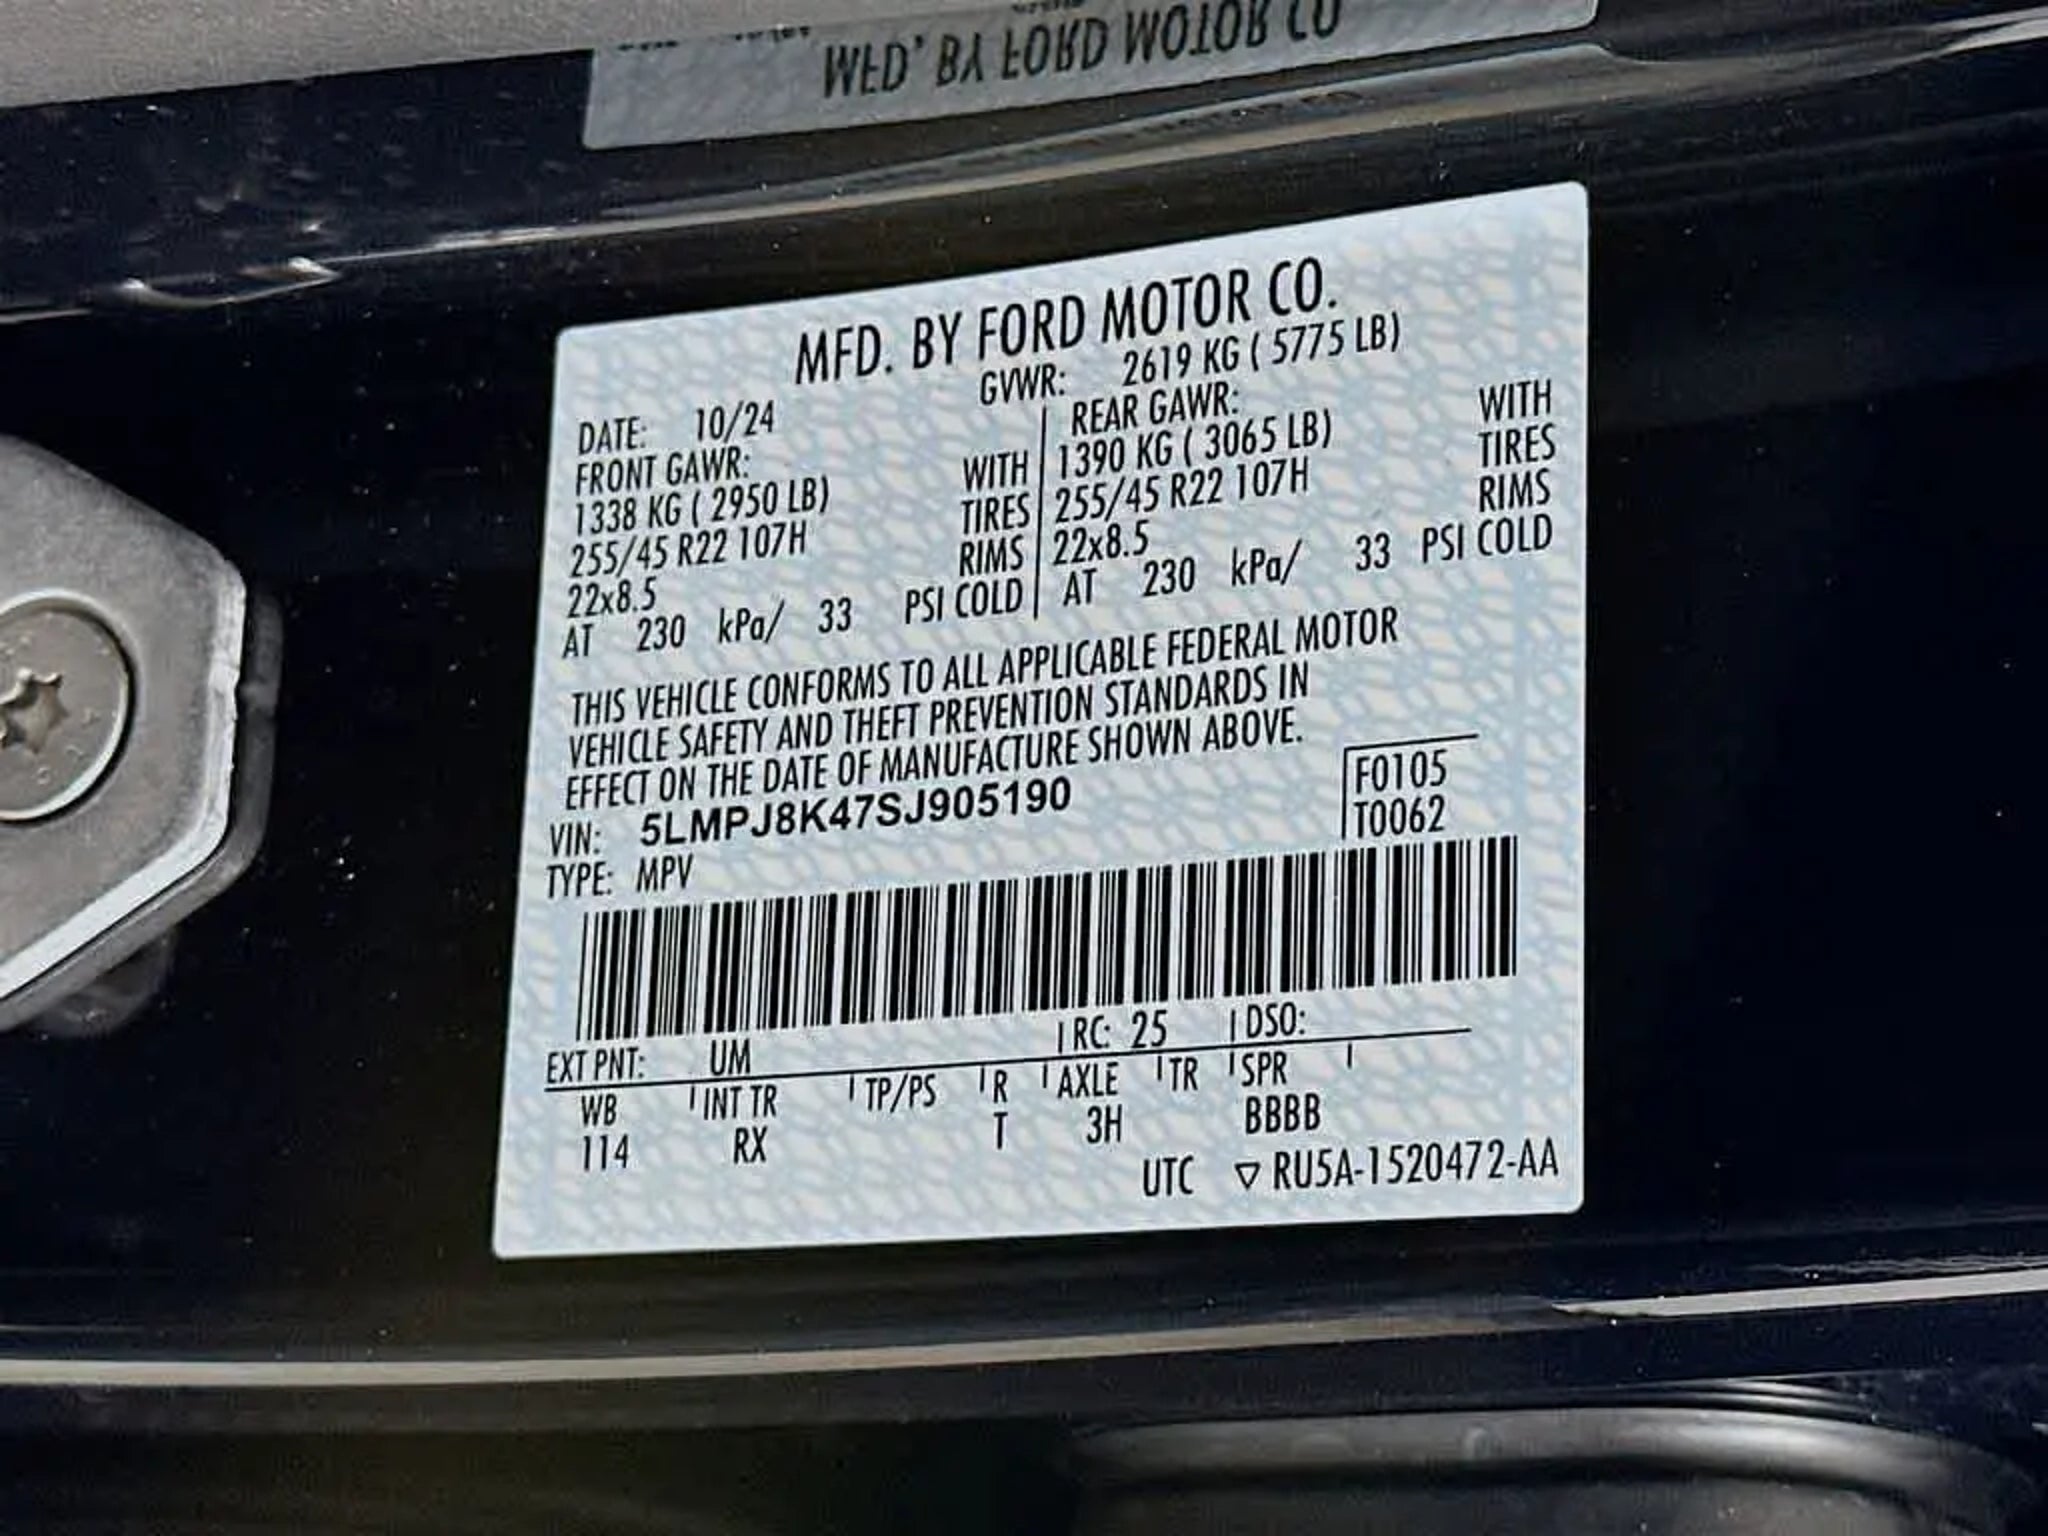 MFD. BY FORD MOTOR CO
MFD. BY FORD MOTOR CO.
DATE: 10/24 GVWR: 2619 KG ( 5775 LB)
FRONT GAWR: REAR GAWR:
1338 KG ( 2950 LB) WITH 1390 KG ( 3065 LB) WITH
255/45 R22 107H TIRES 255/45 R22 107H TIRES
22x8.5 RIMS 22x8.5 RIMS
AT 230 kPa/ 33 PSI COLD AT 230 kPa/ 33 PSI COLD
THIS VEHICLE CONFORMS TO ALL APPLICABLE FEDERAL MOTOR
VEHICLE SAFETY AND THEFT PREVENTION STANDARDS IN
EFFECT ON THE DATE OF MANUFACTURE SHOWN ABOVE.
VIN: 5LMPJ8K47SJ905190 F0105
TYPE: MPV T0062
EXT PNT: UM RC: 25 DSO:
WB INT TR TP/PS R AXLE TR SPR
114 RX T 3H BBBB
UTC ▽ RU5A-1520472-AA